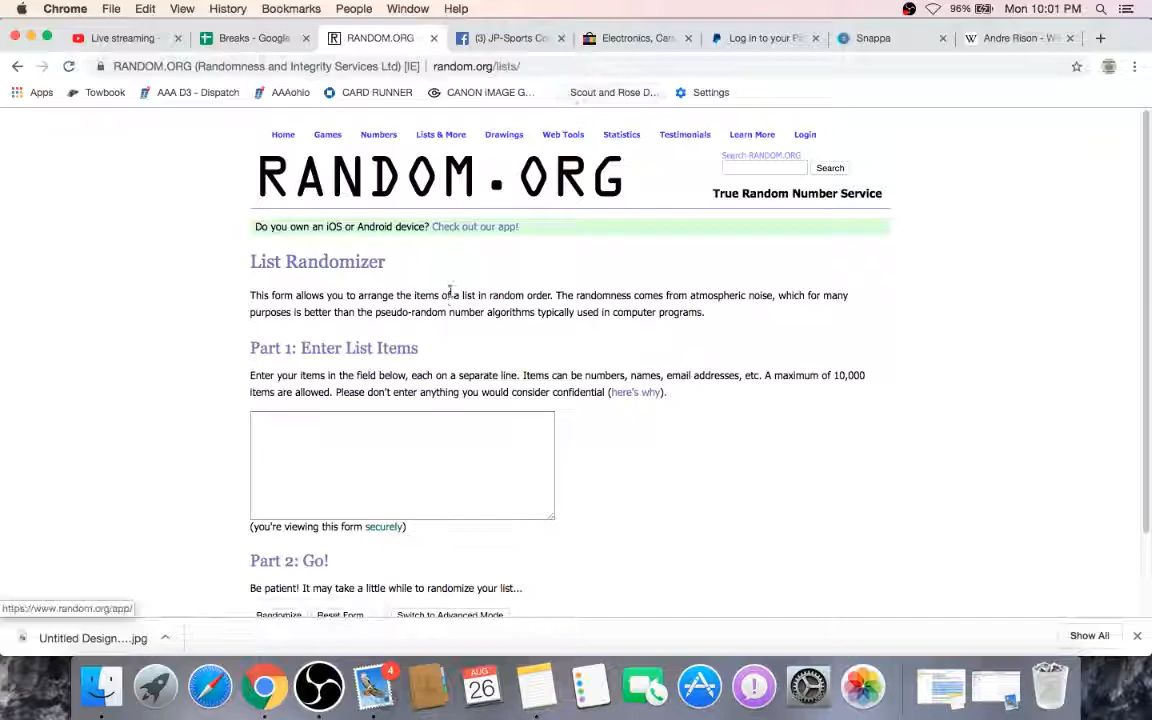 Chrome File Edit View History Bookmarks People Window Help 96% Mon 10:01 PM
Live streaming - Breaks - Google RANDOM.ORG (3) JP-Sports Co Electronics, Cars Log in to your Pa Snappa Andre Rison - Wi
RANDOM.ORG (Randomness and Integrity Services Ltd) [IE] random.org/lists/
Apps Towbook AAA D3 - Dispatch AAAohio CARD RUNNER CANON iMAGE G... Scout and Rose D... Settings
Home Games Numbers Lists & More Drawings Web Tools Statistics Testimonials Learn More Login
Search RANDOM.ORG
RANDOM.ORG
Search
True Random Number Service
Do you own an iOS or Android device? Check out our app!
List Randomizer
This form allows you to arrange the items of a list in random order. The randomness comes from atmospheric noise, which for many
purposes is better than the pseudo-random number algorithms typically used in computer programs.
Part 1: Enter List Items
Enter your items in the field below, each on a separate line. Items can be numbers, names, email addresses, etc. A maximum of 10,000
items are allowed. Please don't enter anything you would consider confidential (here's why).
(you're viewing this form securely)
Part 2: Go!
Be patient! It may take a little while to randomize your list...
Randomize Reset Form Switch to Advanced Mode
https://www.random.org/app/
Untitled Design....jpg Show All
4
AUG
26